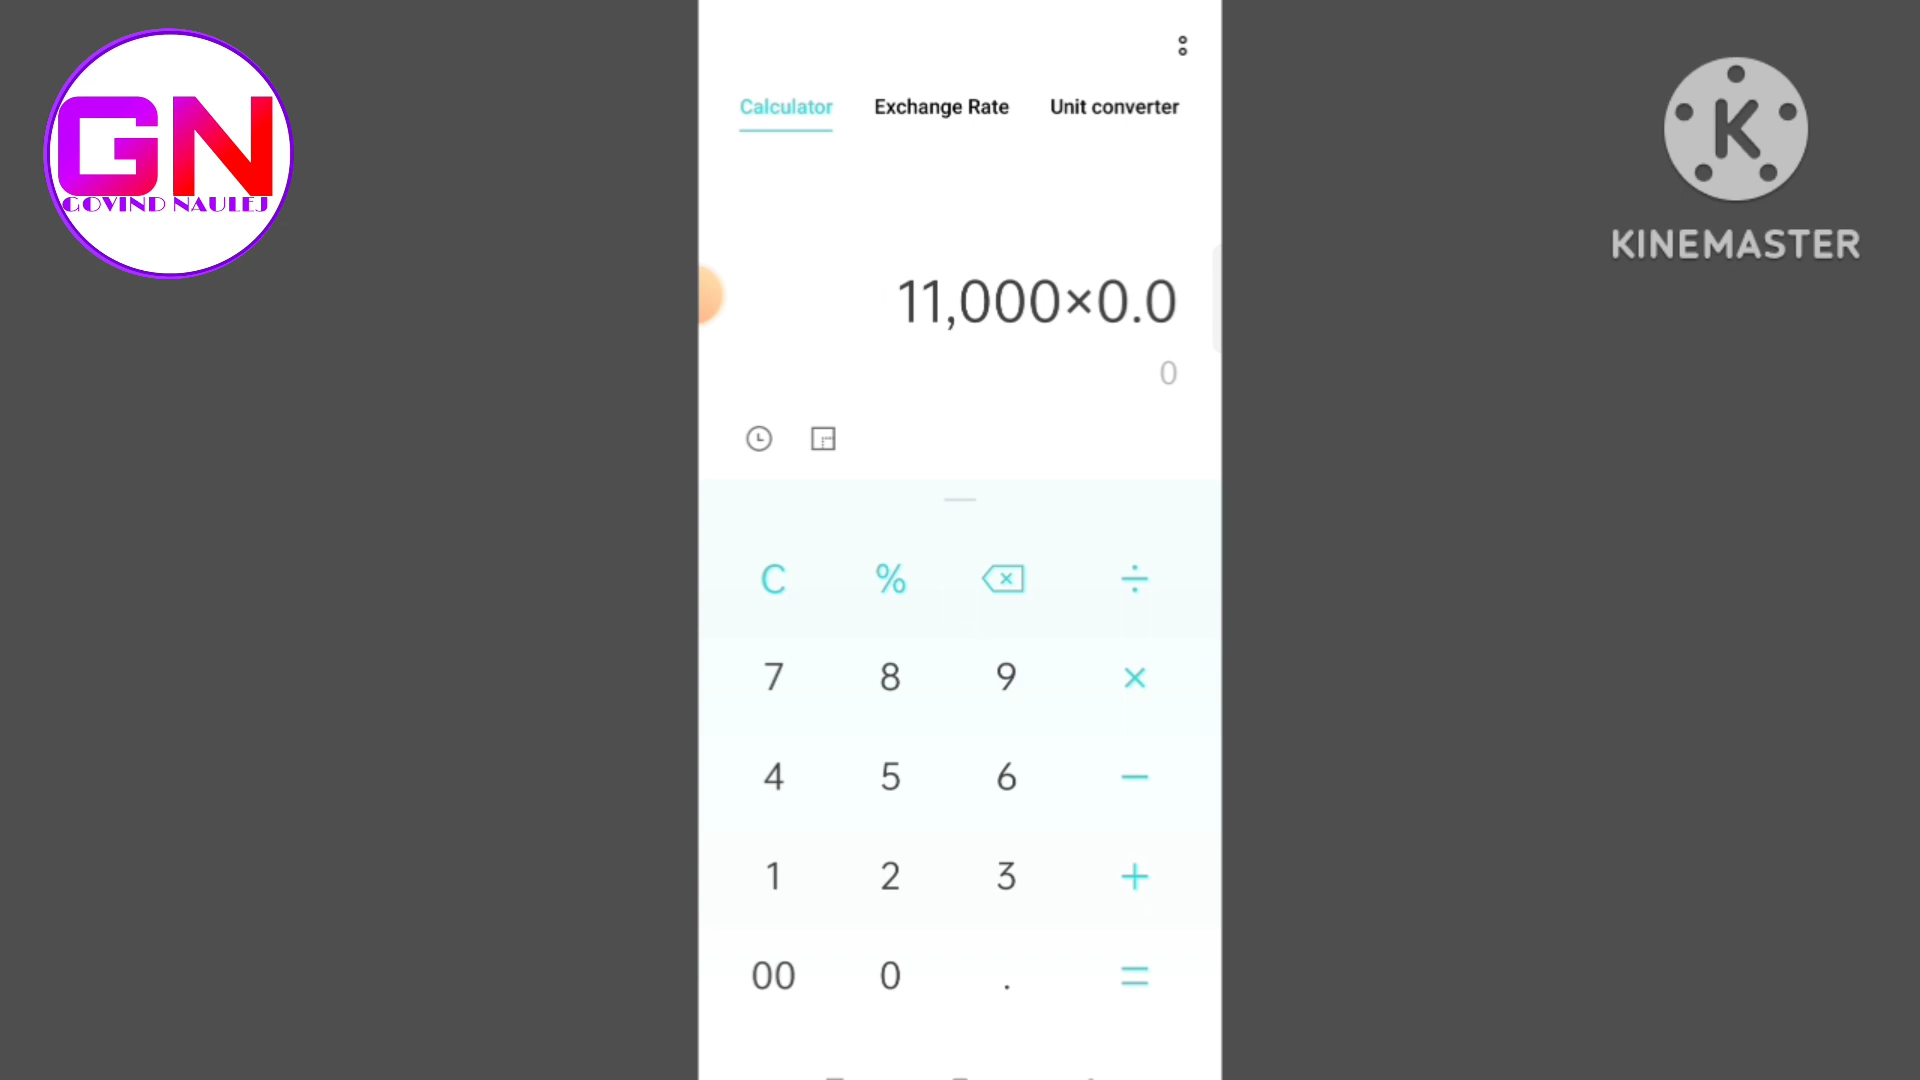 GN
GOVIND NAULEJ
K
KINEMASTER
Calculator Exchange Rate Unit converter
11,000×0.0
0
C % ÷
7 8 9 ×
4 5 6 −
1 2 3 +
00 0 . =